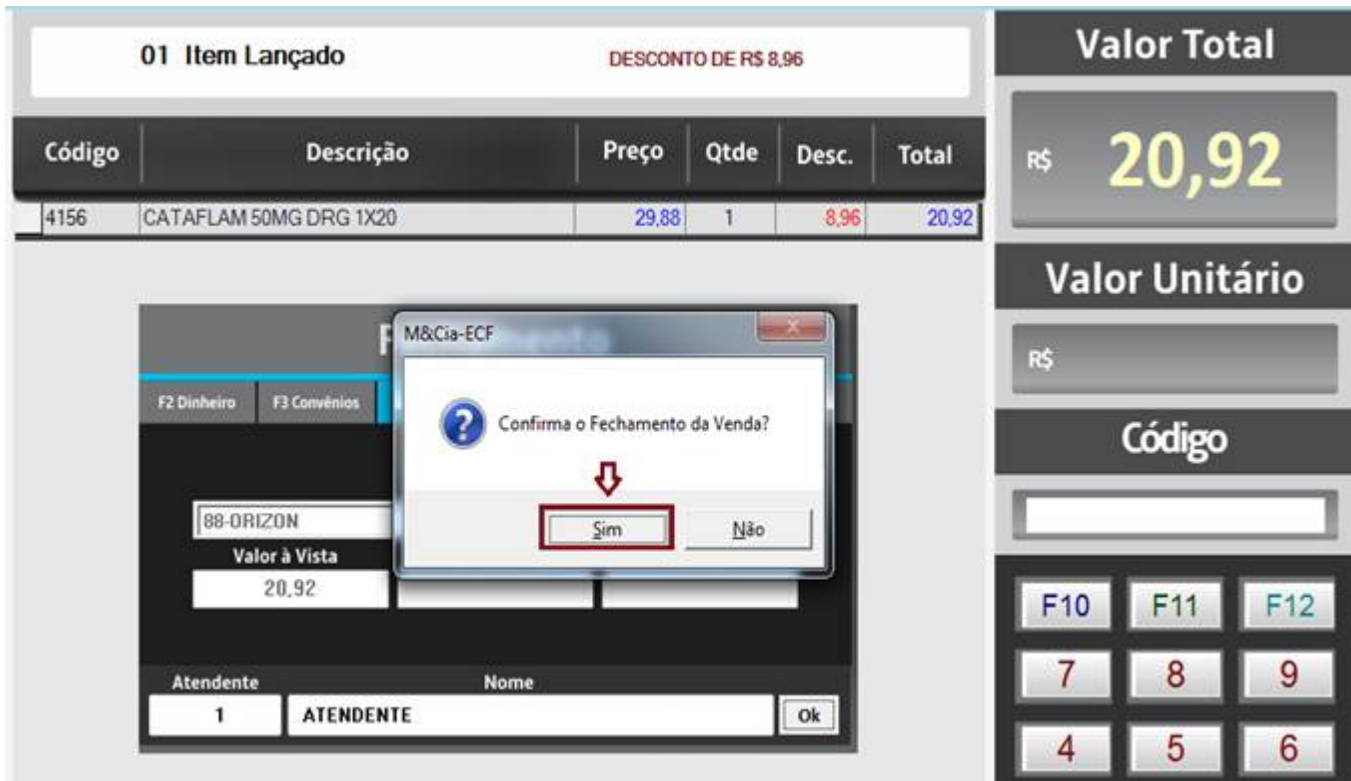 01 Item Lançado DESCONTO DE R$ 8,96
Valor Total
R$ 20,92
Código Descrição Preço Qtde Desc. Total
4156 CATAFLAM 50MG DRG 1X20 29,88 1 8,96 20,92
Valor Unitário
R$
M&Cia-ECF
F2 Dinheiro F3 Convênios
Confirma o Fechamento da Venda?
Sim Não
Código
88-ORIZON
Valor à Vista
20,92
F10 F11 F12
7 8 9
4 5 6
Atendente Nome
1 ATENDENTE Ok